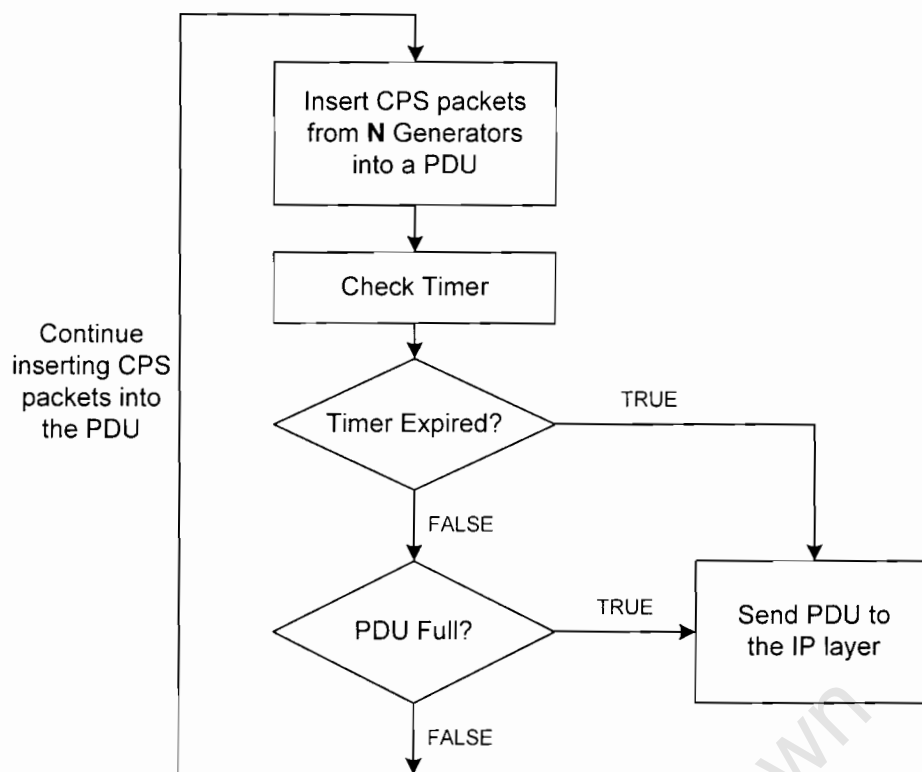 Insert CPS packets
from N Generators
into a PDU
Check Timer
Continue
inserting CPS
packets into
the PDU
Timer Expired?
TRUE
FALSE
PDU Full?
TRUE
Send PDU to
the IP layer
FALSE
wn